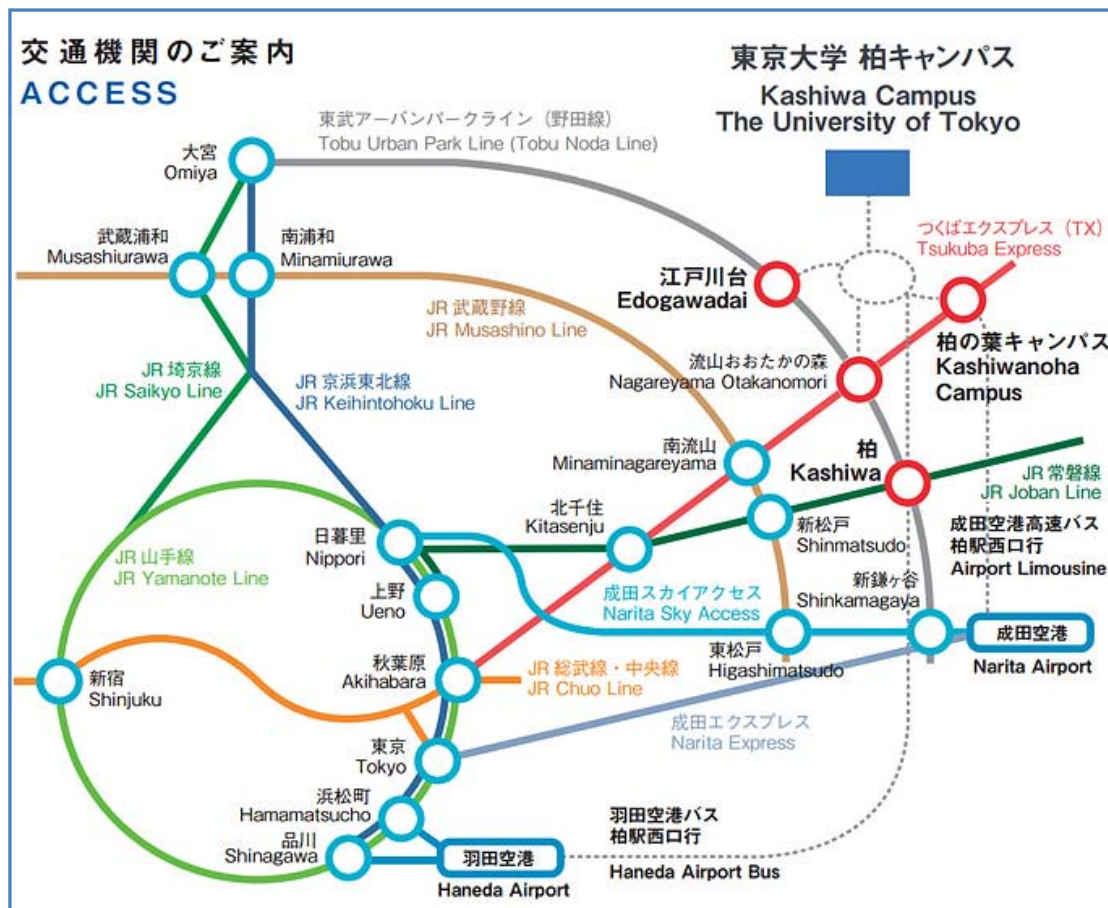 交通機関のご案内
ACCESS
東京大学 柏キャンパス
Kashiwa Campus
The University of Tokyo
東武アーバンパークライン（野田線）
Tobu Urban Park Line (Tobu Noda Line)
大宮
Omiya
つくばエクスプレス（TX）
Tsukuba Express
武蔵浦和
Musashiurawa
南浦和
Minamiurawa
江戸川台
Edogawadai
JR 武蔵野線
JR Musashino Line
柏の葉キャンパス
Kashiwanoha
Campus
流山おおたかの森
Nagareyama Otakanomori
JR 埼京線
JR Saikyo Line
JR 京浜東北線
JR Keihintohoku Line
南流山
Minaminagareyama
柏
Kashiwa
JR 常磐線
JR Joban Line
北千住
Kitasenju
新松戸
Shinmatsudo
成田空港高速バス
柏駅西口行
Airport Limousine
日暮里
Nippori
JR 山手線
JR Yamanote Line
上野
Ueno
成田スカイアクセス
Narita Sky Access
新鎌ヶ谷
Shinkamagaya
成田空港
Narita Airport
東松戸
Higashimatsudo
秋葉原
Akihabara
JR 総武線・中央線
JR Chuo Line
新宿
Shinjuku
成田エクスプレス
Narita Express
東京
Tokyo
浜松町
Hamamatsucho
品川
Shinagawa
羽田空港
Haneda Airport
羽田空港バス
柏駅西口行
Haneda Airport Bus